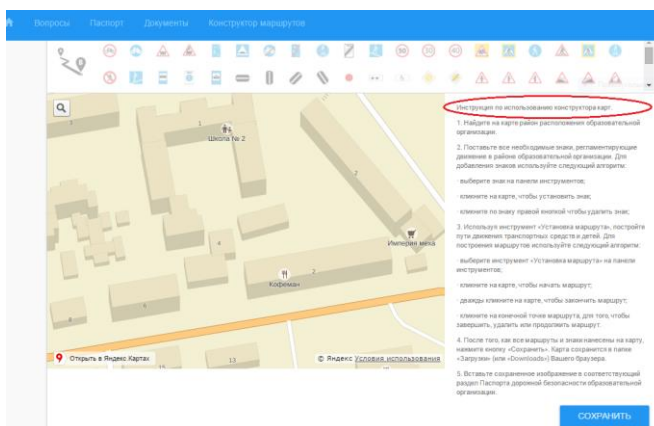 Вопросы Паспорт Документы Конструктор маршрутов
Школа № 2
Империя меха
Кофеман
Открыть в Яндекс.Картах
© Яндекс Условия использования
Инструкция по использованию конструктора карт.
1. Найдите на карте район расположения образовательной
организации.
2. Поставьте все необходимые знаки, регламентирующие
движение в районе образовательной организации. Для
добавления знаков используйте следующий алгоритм:
- выберите знак на панели инструментов;
- кликните на карте, чтобы установить знак;
- кликните по знаку правой кнопкой чтобы удалить знак;
3. Используя инструмент «Установка маршрута», постройте
пути движения транспортных средств и детей. Для
построения маршрутов используйте следующий алгоритм:
- выберите инструмент «Установка маршрута» на панели
инструментов;
- кликните на карте, чтобы начать маршрут;
- дважды кликните на карте, чтобы закончить маршрут;
- кликните на конечной точке маршрута, для того, чтобы
завершить, удалить или продолжить маршрут.
4. После того, как все маршруты и знаки нанесены на карту,
нажмите кнопку «Сохранить». Карта сохранится в папке
«Загрузки» (или «Downloads») Вашего браузера.
5. Вставьте сохраненное изображение в соответствующий
раздел Паспорта дорожной безопасности образовательной
организации.
СОХРАНИТЬ